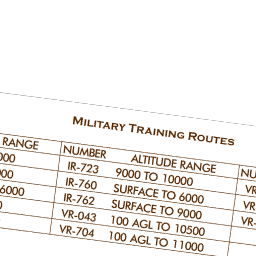 MILITARY TRAINING ROUTES
RANGE NUMBER ALTITUDE RANGE NU
000 IR-723 9000 TO 10000 VR
000 IR-760 SURFACE TO 6000 VR
6000 IR-762 SURFACE TO 9000 VR-
0 VR-043 100 AGL TO 10500
VR-704 100 AGL TO 11000